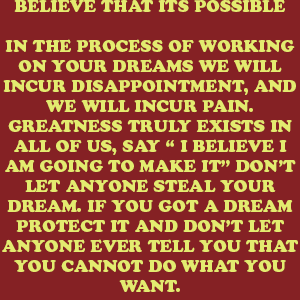 BELIEVE THAT ITS POSSIBLE
IN THE PROCESS OF WORKING
ON YOUR DREAMS WE WILL
INCUR DISAPPOINTMENT, AND
WE WILL INCUR PAIN.
GREATNESS TRULY EXISTS IN
ALL OF US, SAY “ I BELIEVE I
AM GOING TO MAKE IT” DON’T
LET ANYONE STEAL YOUR
DREAM. IF YOU GOT A DREAM
PROTECT IT AND DON’T LET
ANYONE EVER TELL YOU THAT
YOU CANNOT DO WHAT YOU
WANT.